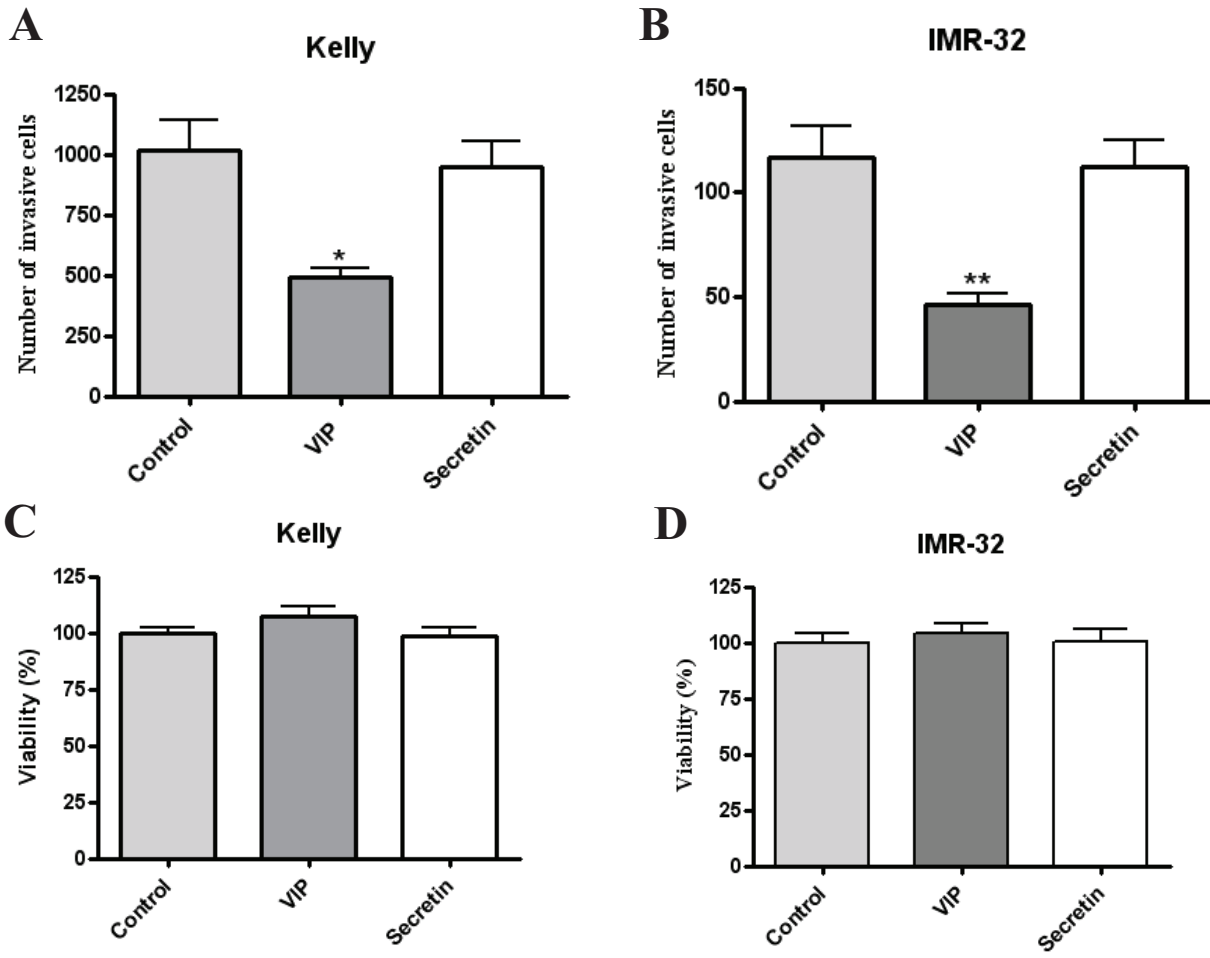 A
Kelly
Number of invasive cells
1250
1000
750
500
250
0
*
Control
VIP
Secretin
B
IMR-32
Number of invasive cells
150
100
50
0
**
Control
VIP
Secretin
C
Kelly
Viability (%)
125
100
75
50
25
0
Control
VIP
Secretin
D
IMR-32
Viability (%)
125
100
75
50
25
0
Control
VIP
Secretin